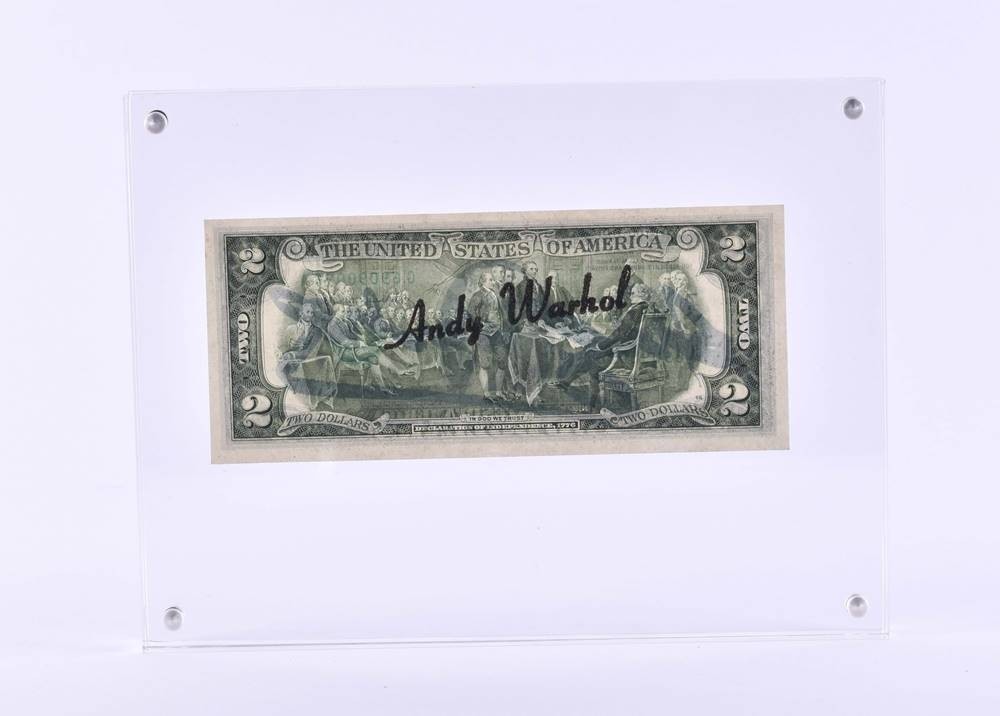 2 THE UNITED STATES OF AMERICA 2
Andy Warhol
TWO TWO
2 TWO DOLLARS IN GOD WE TRUST TWO DOLLARS 2
DECLARATION OF INDEPENDENCE, 1776